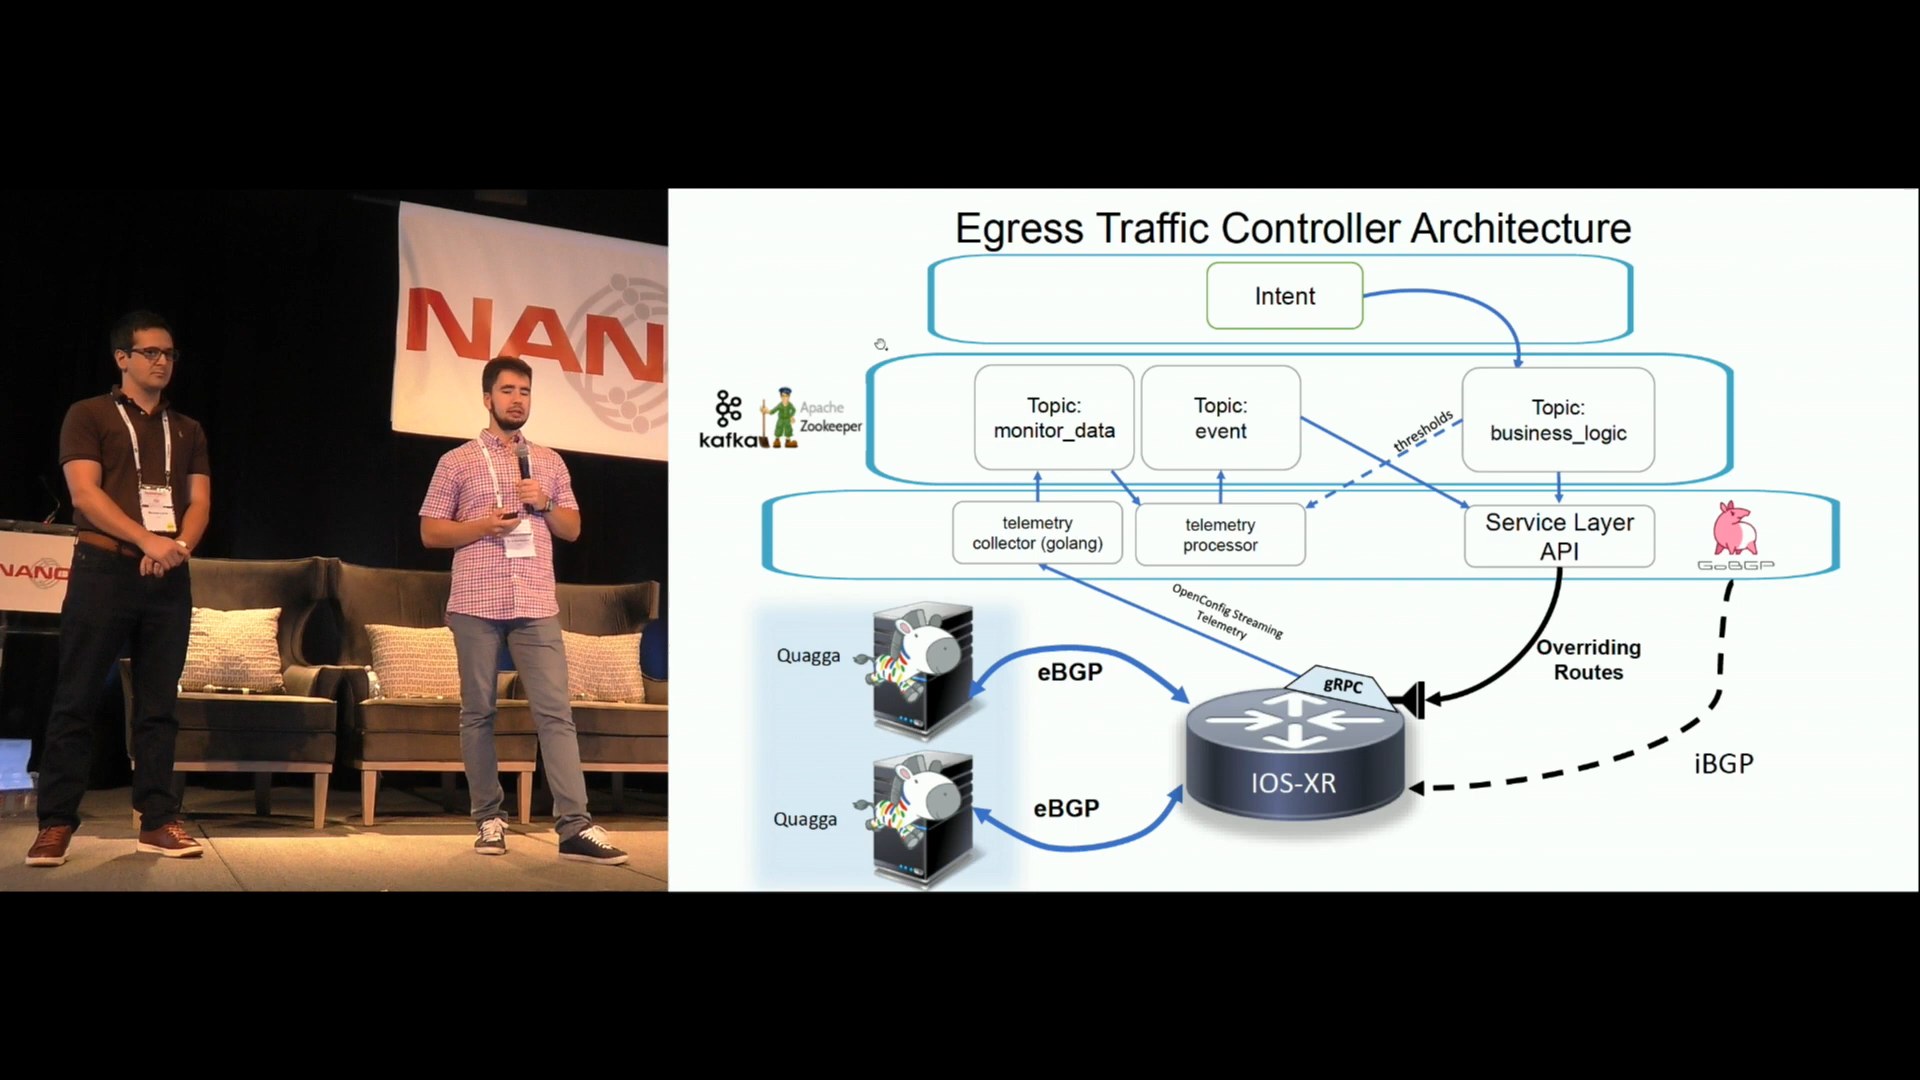 NAN
NANO
Egress Traffic Controller Architecture
Intent
kafka
Apache
Zookeeper
Topic:
monitor_data
Topic:
event
thresholds
Topic:
business_logic
telemetry
collector (golang)
telemetry
processor
Service Layer
API
GoBGP
OpenConfig Streaming
Telemetry
Overriding
Routes
Quagga
eBGP
gRPC
iBGP
IOS-XR
Quagga
eBGP